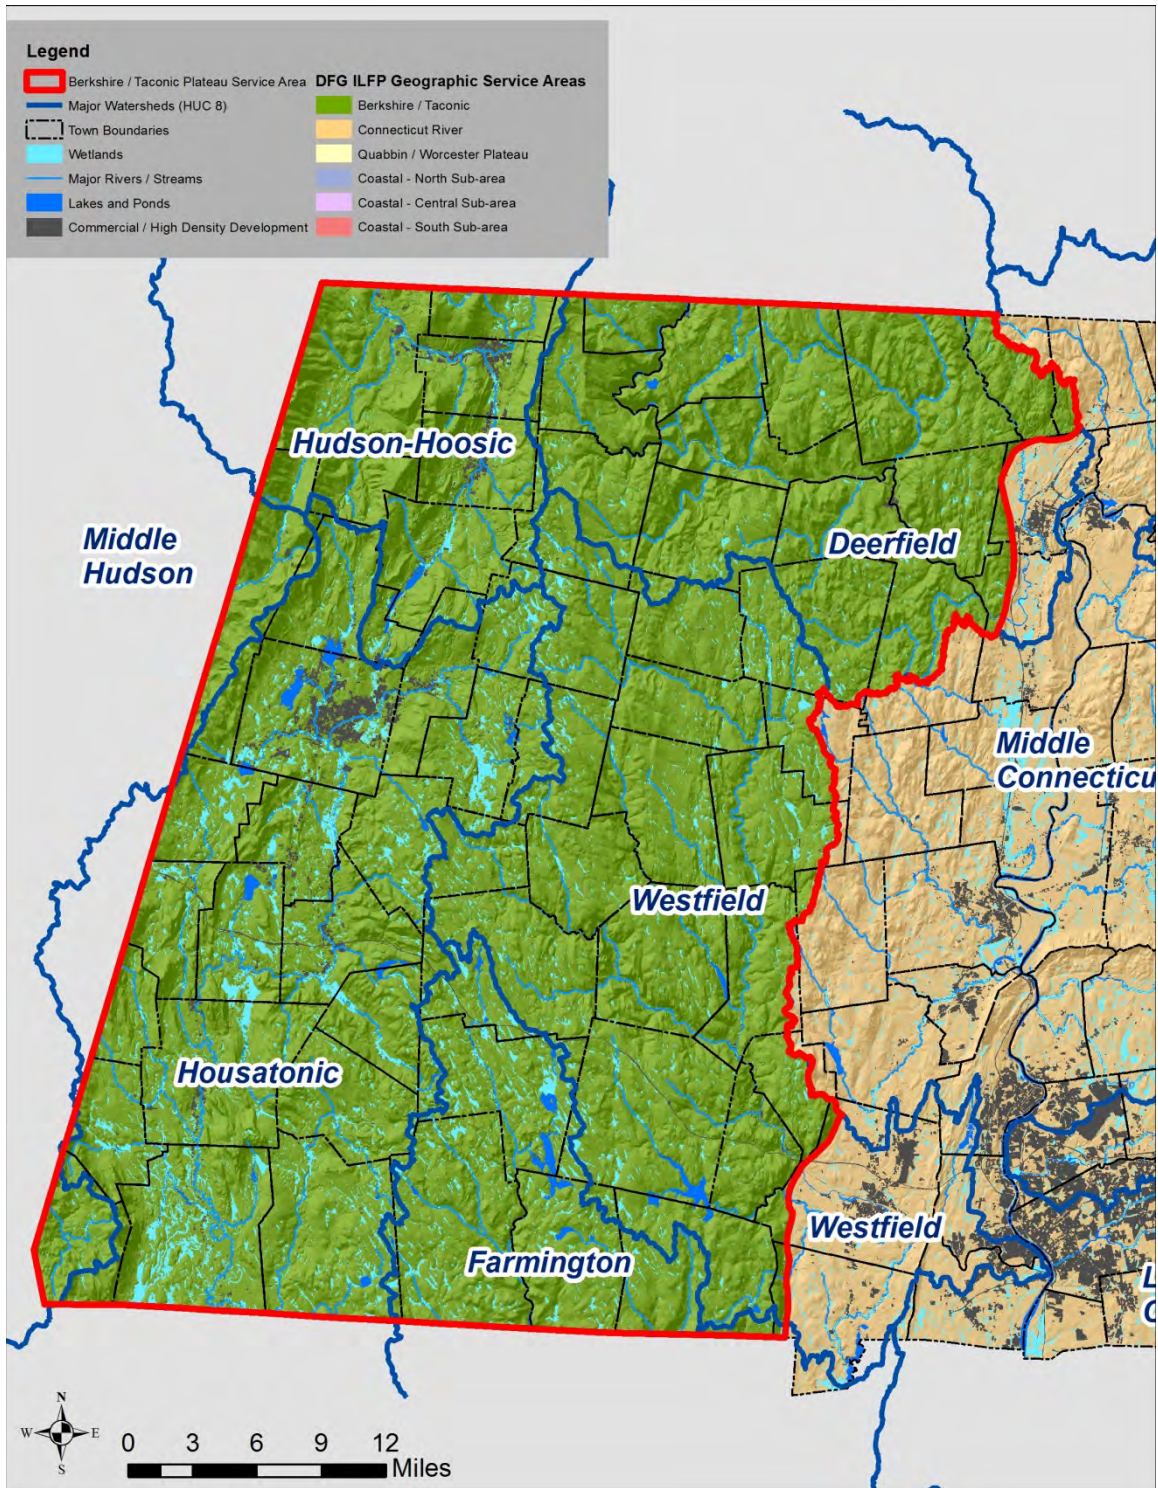 Legend
Berkshire / Taconic Plateau Service Area
Major Watersheds (HUC 8)
Town Boundaries
Wetlands
Major Rivers / Streams
Lakes and Ponds
Commercial / High Density Development
DFG ILFP Geographic Service Areas
Berkshire / Taconic
Connecticut River
Quabbin / Worcester Plateau
Coastal - North Sub-area
Coastal - Central Sub-area
Coastal - South Sub-area
Hudson-Hoosic
Middle
Hudson
Deerfield
Middle
Connecticu
Westfield
Housatonic
Westfield
Farmington
L
C
N
W
E
S
0 3 6 9 12
Miles